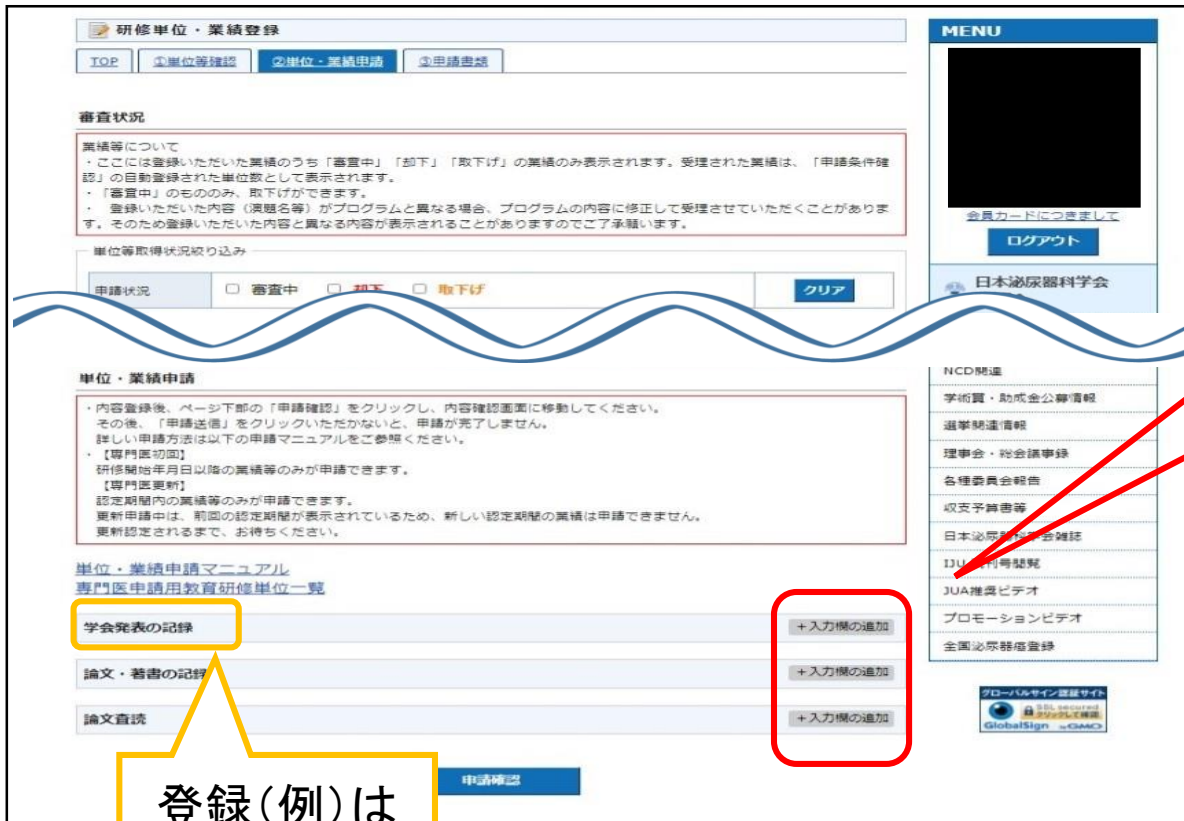 研修単位・業績登録
TOP
①単位等確認
②単位・業績申請
③申請書類
審査状況
業績等について
・ここには登録いただいた業績のうち「審査中」「却下」「取下げ」の業績のみ表示されます。受理された業績は、「申請条件確
認」の自動登録された単位数として表示されます。
・「審査中」のもののみ、取下げができます。
・ 登録いただいた内容（演題名等）がプログラムと異なる場合、プログラムの内容に修正して受理させていただくことがありま
す。そのため登録いただいた内容と異なる内容が表示されることがありますのでご了承願います。
単位等取得状況絞り込み
申請状況
審査中
却下
取下げ
クリア
単位・業績申請
・内容登録後、ページ下部の「申請確認」をクリックし、内容確認画面に移動してください。
その後、「申請送信」をクリックいただかないと、申請が完了しません。
詳しい申請方法は以下の申請マニュアルをご参照ください。
・【専門医初回】
研修開始年月日以降の業績等のみが申請できます。
【専門医更新】
認定期間内の業績等のみが申請できます。
更新申請中は、前回の認定期間が表示されているため、新しい認定期間の業績は申請できません。
更新認定されるまで、お待ちください。
単位・業績申請マニュアル
専門医申請用教育研修単位一覧
学会発表の記録
+入力欄の追加
論文・著書の記録
+入力欄の追加
論文査読
+入力欄の追加
申請確認
登録（例）は
MENU
会員カードにつきまして
ログアウト
日本泌尿器科学会
NCD関連
学術賞・助成金公募情報
選挙関連情報
理事会・総会議事録
各種委員会報告
収支予算書等
日本泌尿器科学会雑誌
JUA推奨ビデオ
プロモーションビデオ
全国泌尿器癌登録
グローバルサイン認証サイト
SSL secured
クリックして確認
GlobalSign by GMO